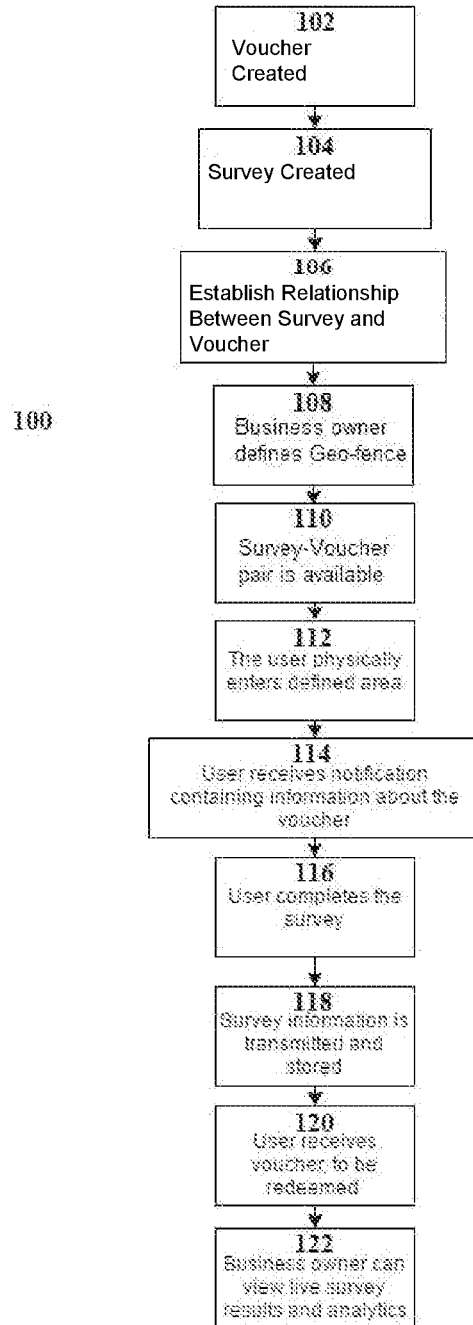 102
Voucher
Created
104
Survey Created
106
Establish Relationship
Between Survey and
Voucher
100
108
Business owner
defines Geo-fence
110
Survey-Voucher
pair is available
112
The user physically
enters defined area
114
User receives notification
containing information about the
voucher
116
User completes the
survey
118
Survey information is
transmitted and
stored
120
User receives
voucher to be
redeemed
122
Business owner can
view live survey
results and analytics